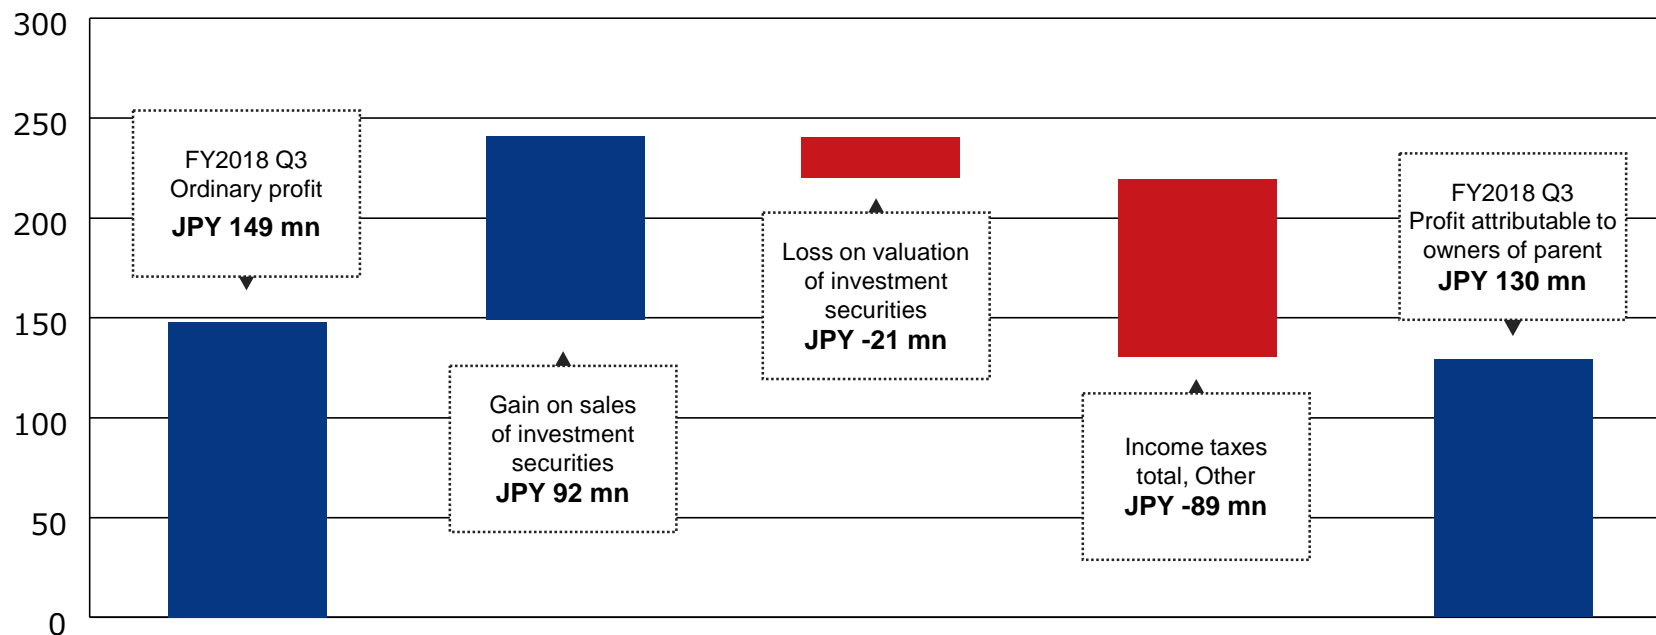 300
250
200
150
100
50
0
FY2018 Q3
Ordinary profit
JPY 149 mn
Gain on sales
of investment
securities
JPY 92 mn
Loss on valuation
of investment
securities
JPY -21 mn
Income taxes
total, Other
JPY -89 mn
FY2018 Q3
Profit attributable to
owners of parent
JPY 130 mn